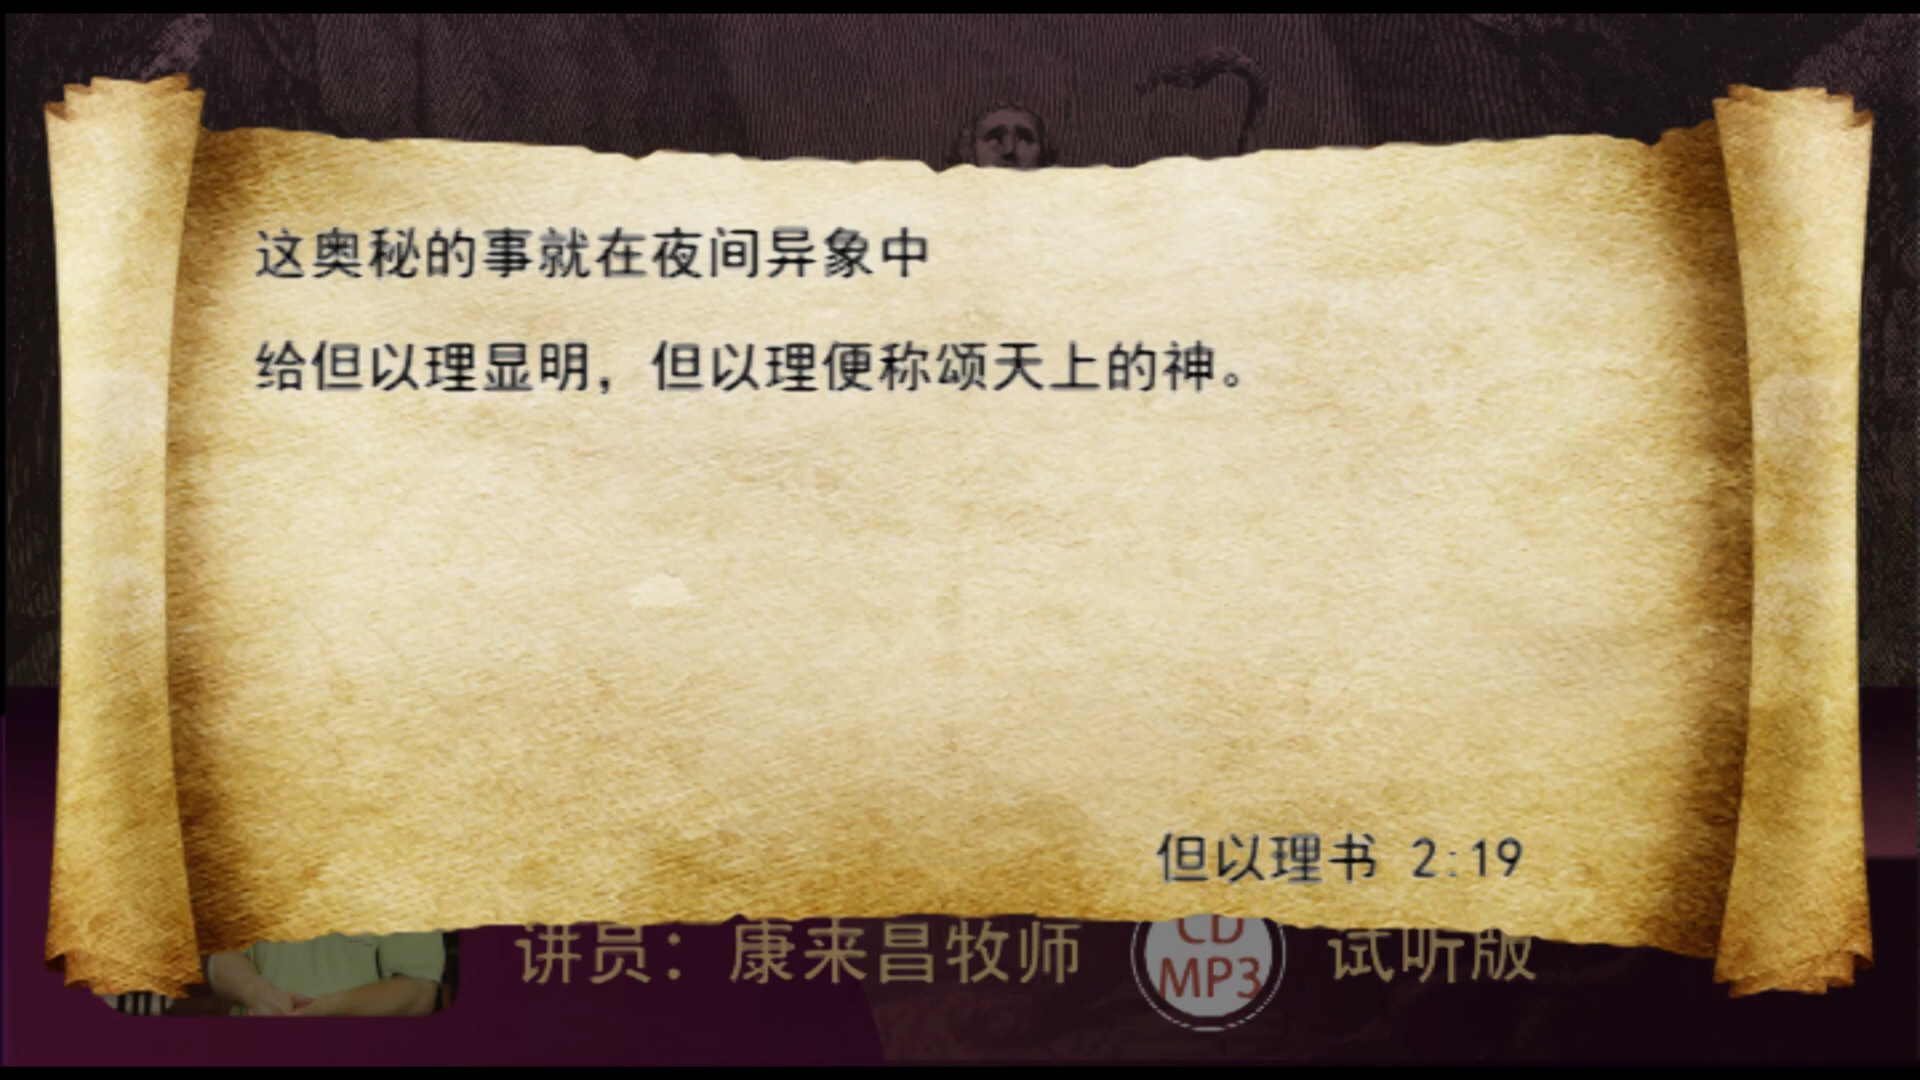 这奥秘的事就在夜间异象中
给但以理显明，但以理便称颂天上的神。
但以理书 2:19
讲员：康来昌牧师
CD
MP3
试听版